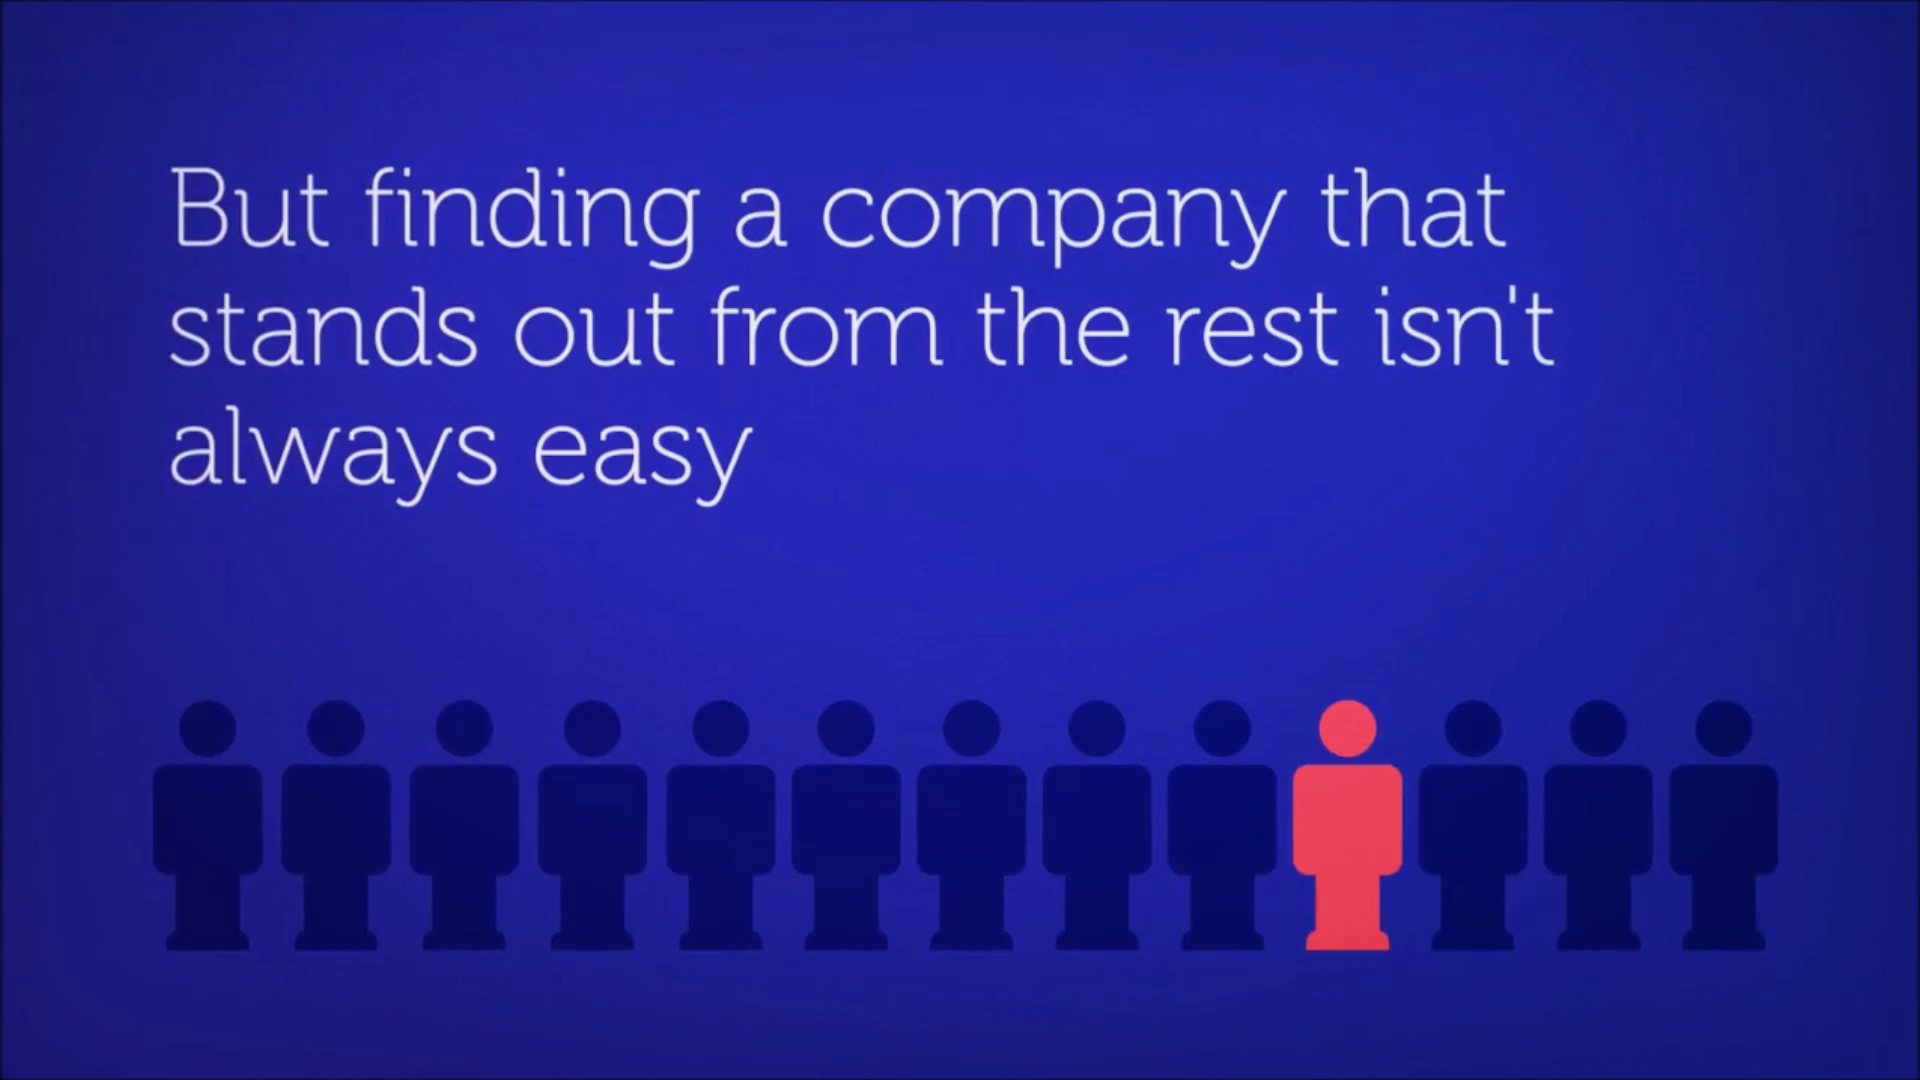 But finding a company that
stands out from the rest isn't
always easy